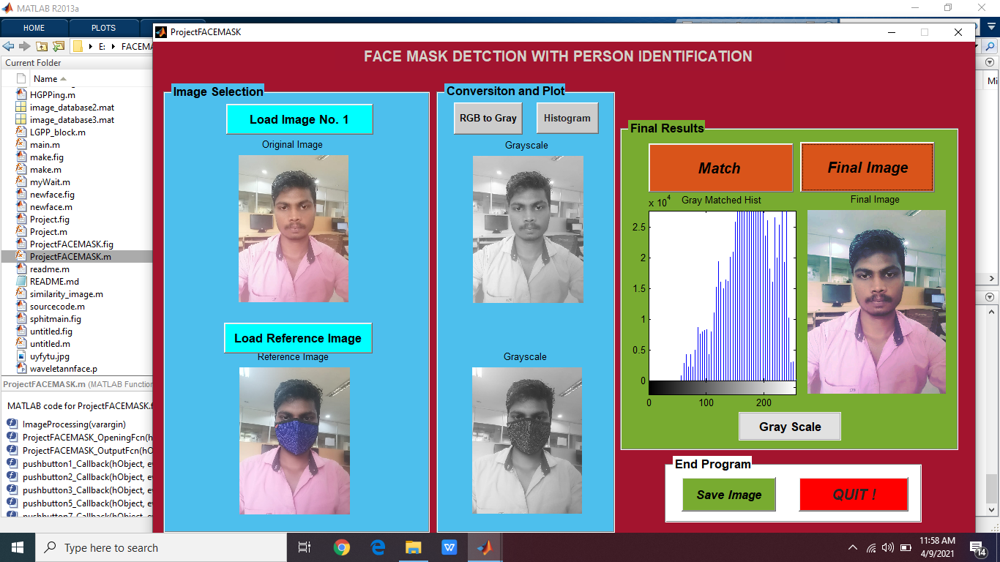 MATLAB R2013a
HOME
PLOTS
E:
FACEMA
Current Folder
Name
HGPPing.m
image_database2.mat
image_database3.mat
LGPP_block.m
main.m
make.fig
make.m
myWait.m
newface.fig
newface.m
Project.fig
Project.m
ProjectFACEMASK.fig
ProjectFACEMASK.m
readme.m
README.md
similarity_image.m
sourcecode.m
sphitmain.fig
untitled.fig
untitled.m
uyfytu.jpg
waveletannface.p
ProjectFACEMASK.m (MATLAB Function
MATLAB code for ProjectFACEMASK.f
ImageProcessing(varargin)
ProjectFACEMASK_OpeningFcn(h
ProjectFACEMASK_OutputFcn(hO
pushbutton1_Callback(hObject, ev
pushbutton2_Callback(hObject, ev
pushbutton3_Callback(hObject, ev
pushbutton5_Callback(hObject, ev
pushbutton7_Callback(hObject, ev
ProjectFACEMASK
FACE MASK DETCTION WITH PERSON IDENTIFICATION
Image Selection
Load Image No. 1
Original Image
Load Reference Image
Reference Image
Conversiton and Plot
RGB to Gray
Histogram
Grayscale
Grayscale
Final Results
Match
Final Image
x 10^4
Gray Matched Hist
Final Image
2.5
2
1.5
1
0.5
0
0 100 200
Gray Scale
End Program
Save Image
QUIT !
Mi
Type here to search
11:58 AM
4/9/2021
14